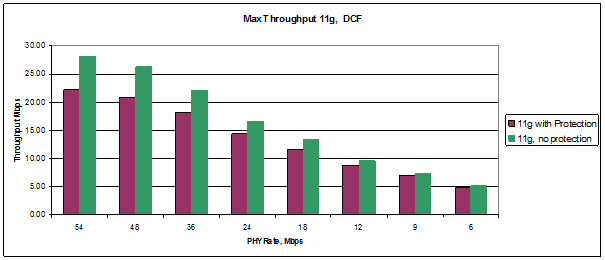 Max Throughput 11g, DCF
30.00
25.00
20.00
15.00
10.00
5.00
0.00
Throughput Mbps
54 48 36 24 18 12 9 6
PHY Rate, Mbps
11g with Protection
11g, no protection